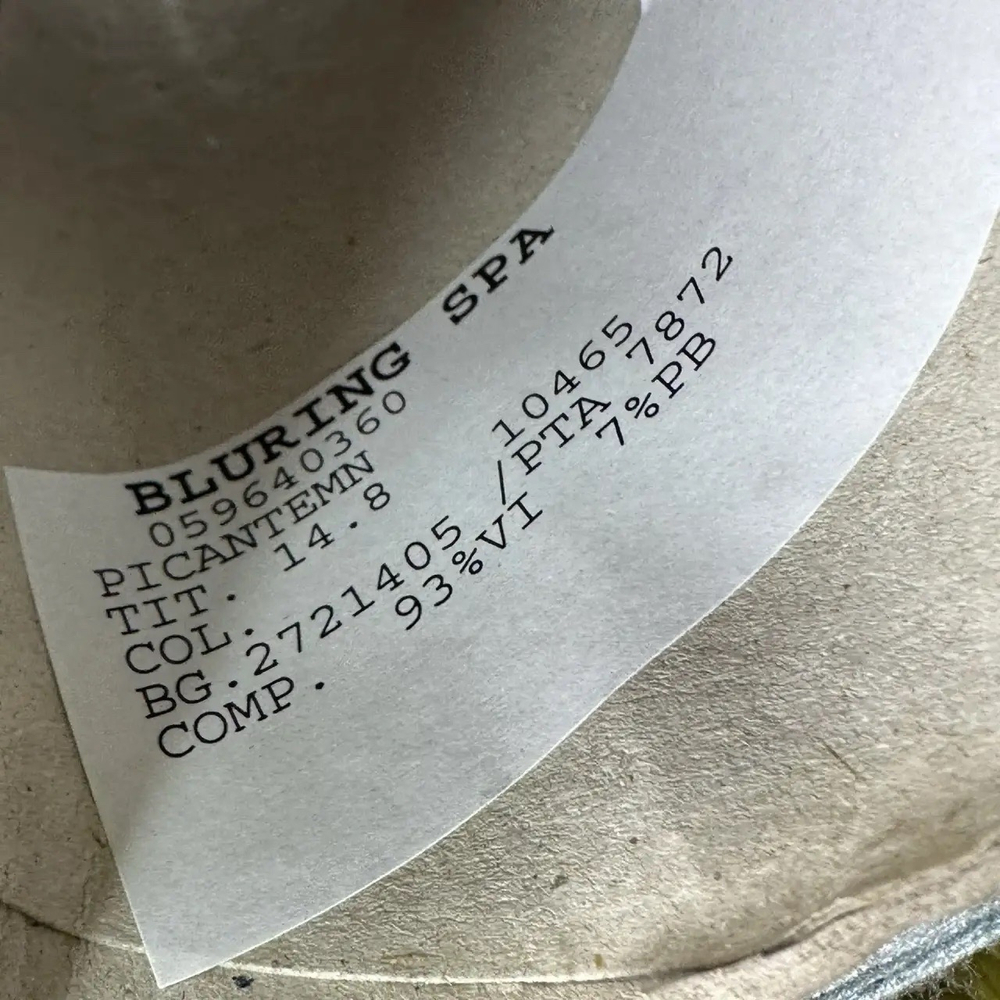 BLURING SPA
059640360
PICANTEMN
TIT. 14.8
COL. 10465
BG.2721405 /PTA 7872
COMP. 93%VI 7%PB